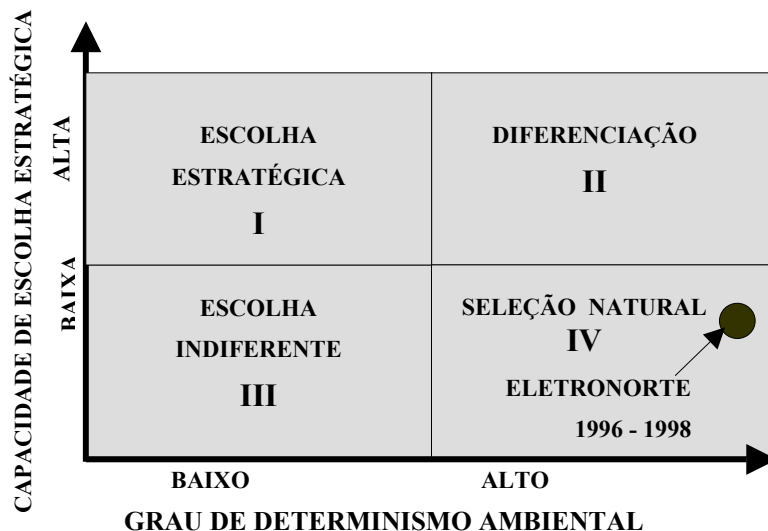 CAPACIDADE DE ESCOLHA ESTRATÉGICA
ALTA
BAIXA
ESCOLHA
ESTRATÉGICA
I
DIFERENCIAÇÃO
II
ESCOLHA
INDIFERENTE
III
SELEÇÃO NATURAL
IV
ELETRONORTE
1996 - 1998
BAIXO
ALTO
GRAU DE DETERMINISMO AMBIENTAL